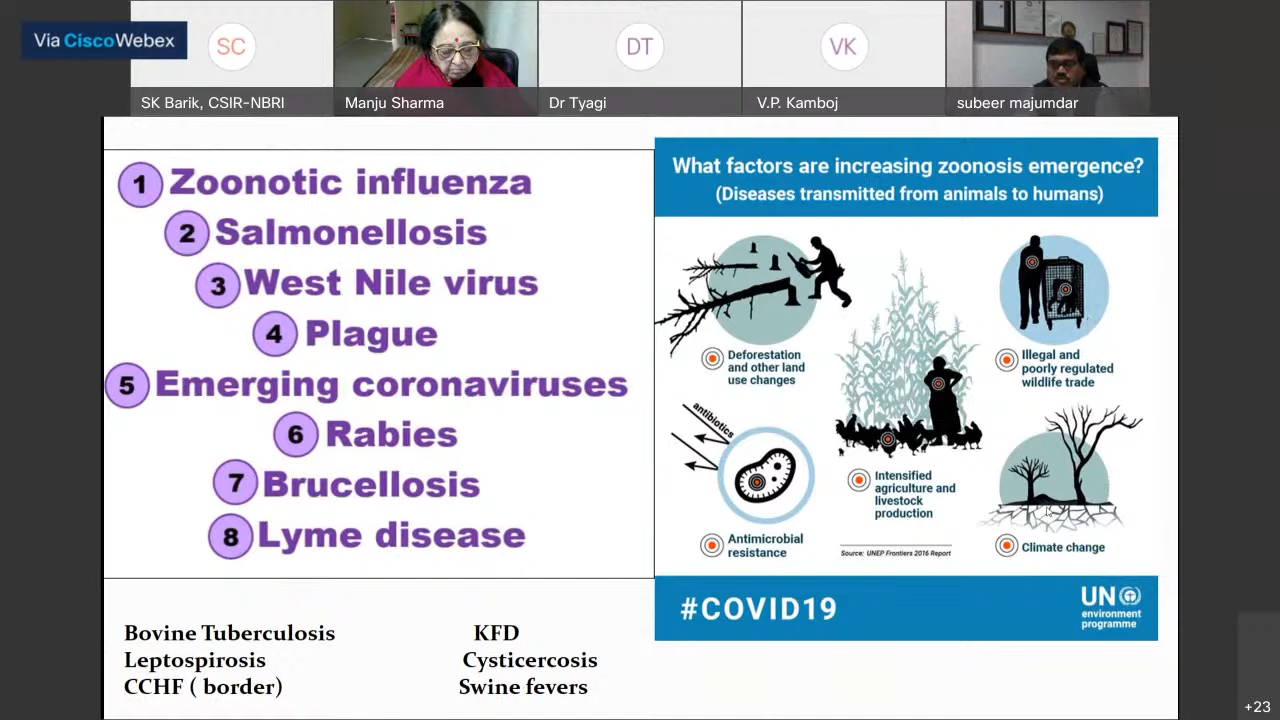 Via CiscoWebex
SC
DT
VK
SK Barik, CSIR-NBRI
Manju Sharma
Dr Tyagi
V.P. Kamboj
subeer majumdar
1 Zoonotic influenza
2 Salmonellosis
3 West Nile virus
4 Plague
5 Emerging coronaviruses
6 Rabies
7 Brucellosis
8 Lyme disease
What factors are increasing zoonosis emergence?
(Diseases transmitted from animals to humans)
Deforestation
and other land
use changes
Illegal and
poorly regulated
wildlife trade
antibiotics
Antimicrobial
resistance
Intensified
agriculture and
livestock
production
Climate change
Source: UNEP Frontiers 2016 Report
#COVID19
UN
environment
programme
Bovine Tuberculosis
Leptospirosis
CCHF ( border)
KFD
Cysticercosis
Swine fevers
+23